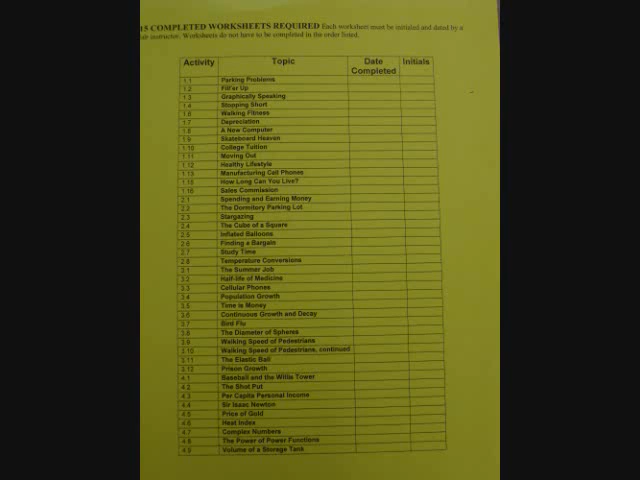 15 COMPLETED WORKSHEETS REQUIRED Each worksheet must be initialed and dated by a
instructor. Worksheets do not have to be completed in the order listed.
Activity Topic Date Completed Initials
1.1 Parking Problems
1.2 Fill'er Up
1.3 Graphically Speaking
1.4 Stopping Short
1.6 Walking Fitness
1.7 Depreciation
1.8 A New Computer
1.9 Skateboard Heaven
1.10 College Tuition
1.11 Moving Out
1.12 Healthy Lifestyle
1.13 Manufacturing Cell Phones
1.15 How Long Can You Live?
1.16 Sales Commission
2.1 Spending and Earning Money
2.2 The Dormitory Parking Lot
2.3 Stargazing
2.4 The Cube of a Square
2.5 Inflated Balloons
2.6 Finding a Bargain
2.7 Study Time
2.8 Temperature Conversions
3.1 The Summer Job
3.2 Half-life of Medicine
3.3 Cellular Phones
3.4 Population Growth
3.5 Time is Money
3.6 Continuous Growth and Decay
3.7 Bird Flu
3.8 The Diameter of Spheres
3.9 Walking Speed of Pedestrians
3.10 Walking Speed of Pedestrians, continued
3.11 The Elastic Ball
3.12 Prison Growth
4.1 Baseball and the Willis Tower
4.2 The Shot Put
4.3 Per Capita Personal Income
4.4 Sir Isaac Newton
4.5 Price of Gold
4.6 Heat Index
4.7 Complex Numbers
4.8 The Power of Power Functions
4.9 Volume of a Storage Tank